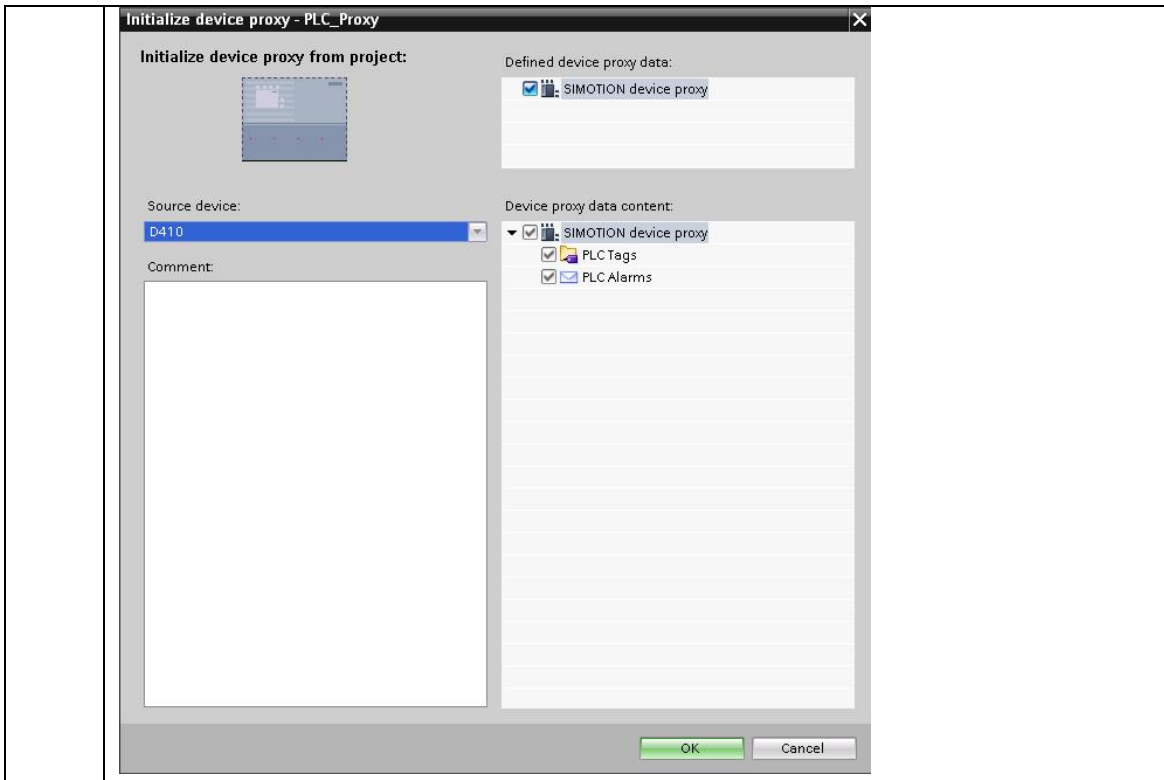 Initialize device proxy - PLC_Proxy
Initialize device proxy from project:
Defined device proxy data:
SIMOTION device proxy
Source device:
D410
Comment:
Device proxy data content:
SIMOTION device proxy
PLC Tags
PLC Alarms
OK
Cancel